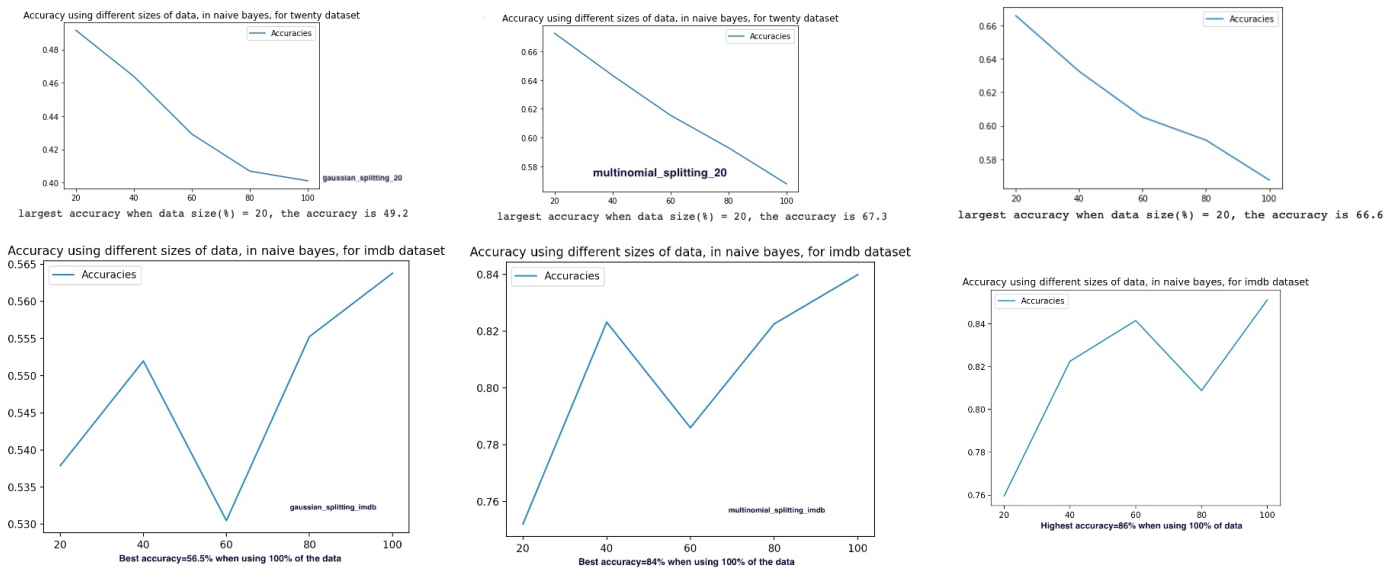 Accuracy using different sizes of data, in naive bayes, for twenty dataset
Accuracies
0.48
0.46
0.44
0.42
0.40
20 40 60 80 100
gaussian_splitting_20
largest accuracy when data size(%) = 20, the accuracy is 49.2
Accuracy using different sizes of data, in naive bayes, for twenty dataset
Accuracies
0.66
0.64
0.62
0.60
0.58
multinomial_splitting_20
20 40 60 80 100
largest accuracy when data size(%) = 20, the accuracy is 67.3
Accuracies
0.66
0.64
0.62
0.60
0.58
20 40 60 80 100
largest accuracy when data size(%) = 20, the accuracy is 66.6
Accuracy using different sizes of data, in naive bayes, for imdb dataset
Accuracies
0.565
0.560
0.555
0.550
0.545
0.540
0.535
0.530
gaussian_splitting_imdb
20 40 60 80 100
Best accuracy=56.5% when using 100% of the data
Accuracy using different sizes of data, in naive bayes, for imdb dataset
Accuracies
0.84
0.82
0.80
0.78
0.76
multinomial_splitting_imdb
20 40 60 80 100
Best accuracy=84% when using 100% of the data
Accuracy using different sizes of data, in naive bayes, for imdb dataset
Accuracies
0.84
0.82
0.80
0.78
0.76
20 40 60 80 100
Highest accuracy=86% when using 100% of data